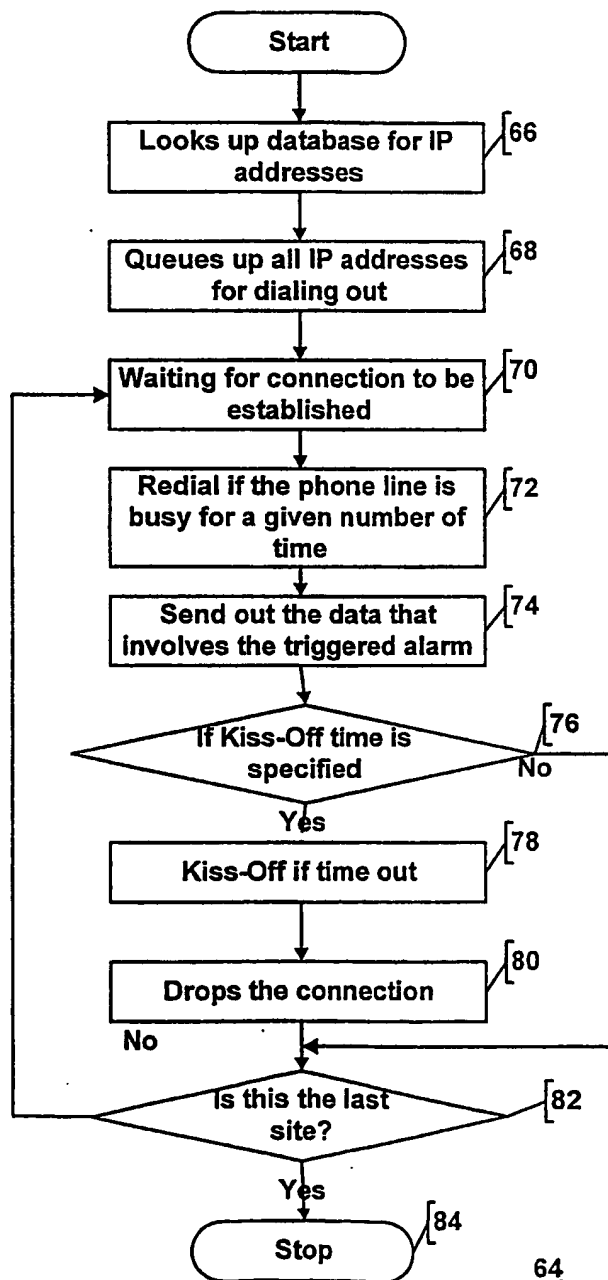 Start
Looks up database for IP
addresses
66
Queues up all IP addresses
for dialing out
68
Waiting for connection to be
established
70
Redial if the phone line is
busy for a given number of
time
72
Send out the data that
involves the triggered alarm
74
If Kiss-Off time is
specified
76
No
Yes
Kiss-Off if time out
78
Drops the connection
80
No
Is this the last
site?
82
Yes
Stop
84
64